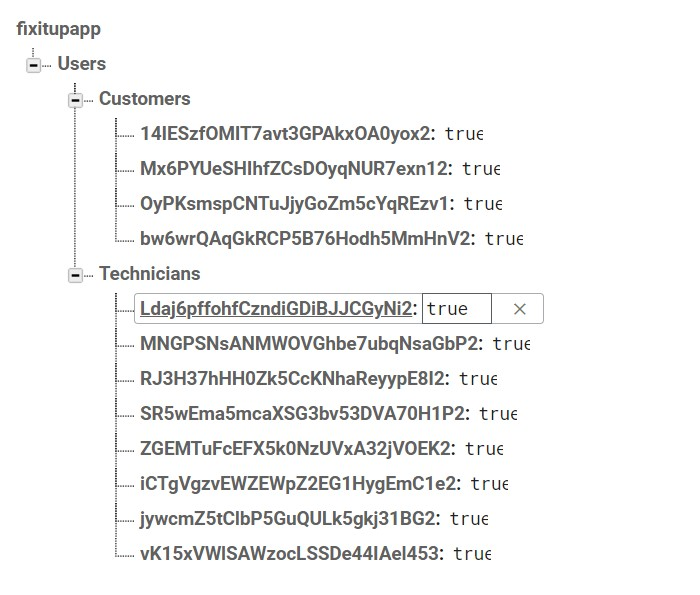 fixitupapp
Users
Customers
14IESzfOMIT7avt3GPAkxOA0yox2: true
Mx6PYUeSHIhfZCsDOyqNUR7exn12: true
OyPKsmspCNTuJjyGoZm5cYqREzv1: true
bw6wrQAqGkRCP5B76Hodh5MmHnV2: true
Technicians
Ldaj6pffohfCzndiGDiBJJCGyNi2: true ×
MNGPSNsANMWOVGhbe7ubqNsaGbP2: true
RJ3H37hHH0Zk5CcKNhaReyypE8I2: true
SR5wEma5mcaXSG3bv53DVA70H1P2: true
ZGEMTuFcEFX5k0NzUVxA32jVOEK2: true
iCTgVgzvEWZEWpZ2EG1HygEmC1e2: true
jywcmZ5tClbP5GuQULk5gkj31BG2: true
vK15xVWlSAWzocLSSDe44IAel453: true